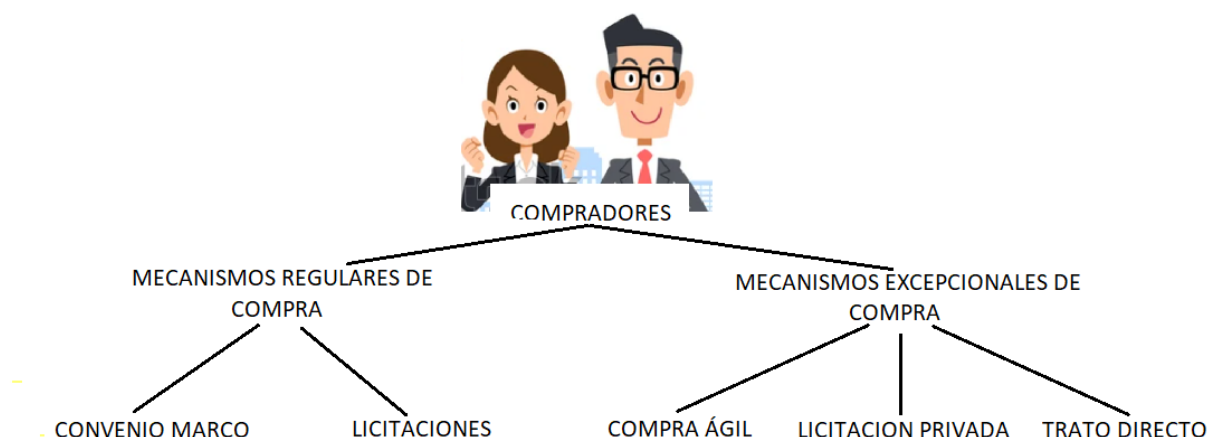 COMPRADORES
MECANISMOS REGULARES DE
COMPRA
MECANISMOS EXCEPCIONALES DE
COMPRA
CONVENIO MARCO
LICITACIONES
COMPRA ÁGIL
LICITACION PRIVADA
TRATO DIRECTO